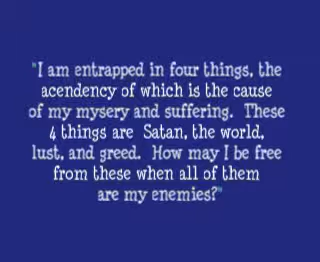 "I am entrapped in four things, the
acendency of which is the cause
of my mysery and suffering.  These
4 things are  Satan, the world,
lust, and greed.  How may I be free
from these when all of them
are my enemies?"